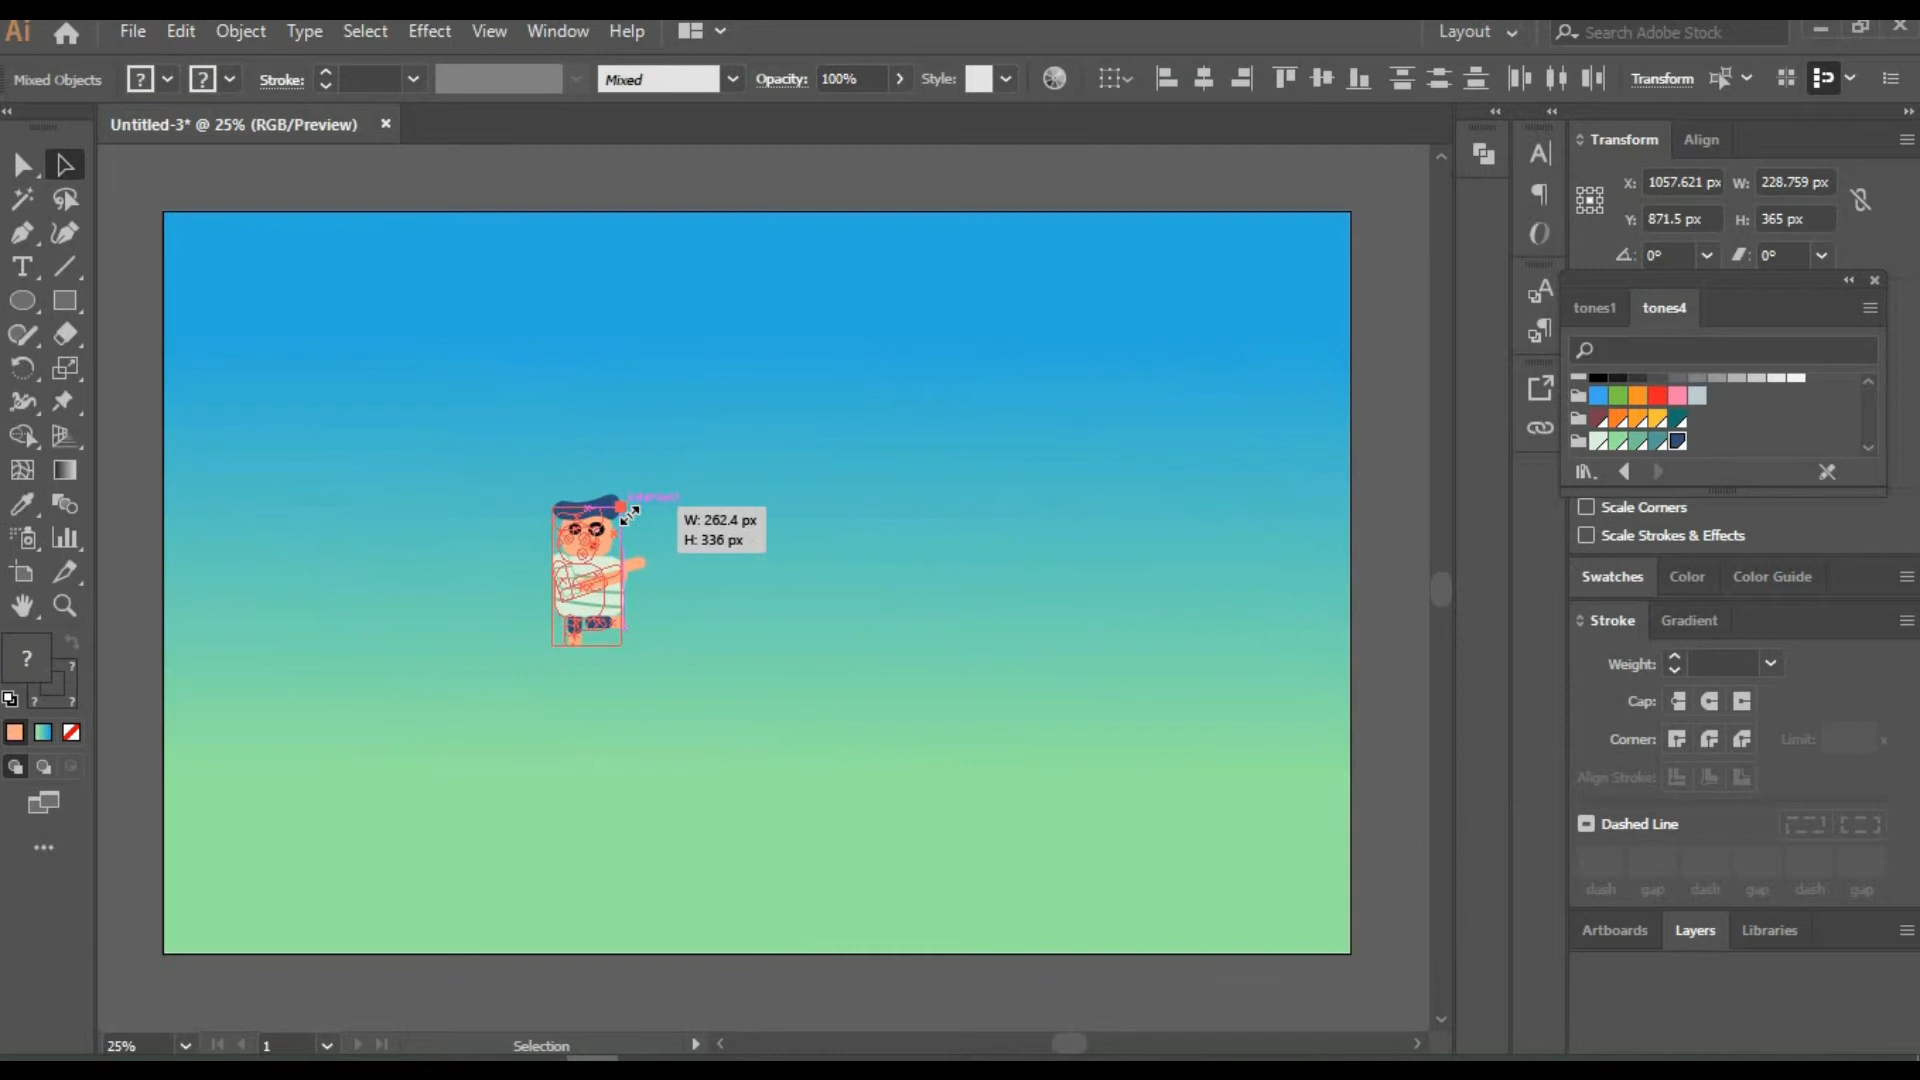 Ai File Edit Object Type Select Effect View Window Help Layout Search Adobe Stock
Mixed Objects ? ? Stroke: Mixed Opacity: 100% Style: Transform
Untitled-3* @ 25% (RGB/Preview)
Transform Align
X: 1057.621 px W: 228.759 px
Y: 871.5 px H: 365 px
0° 0°
tones1 tones4
W: 262.4 px
H: 336 px
Scale Corners
Scale Strokes & Effects
Swatches Color Color Guide
Stroke Gradient
Weight:
Cap:
Corner: Limit: x
Align Stroke:
Dashed Line
dash gap dash gap dash gap
Artboards Layers Libraries
25% 1 Selection